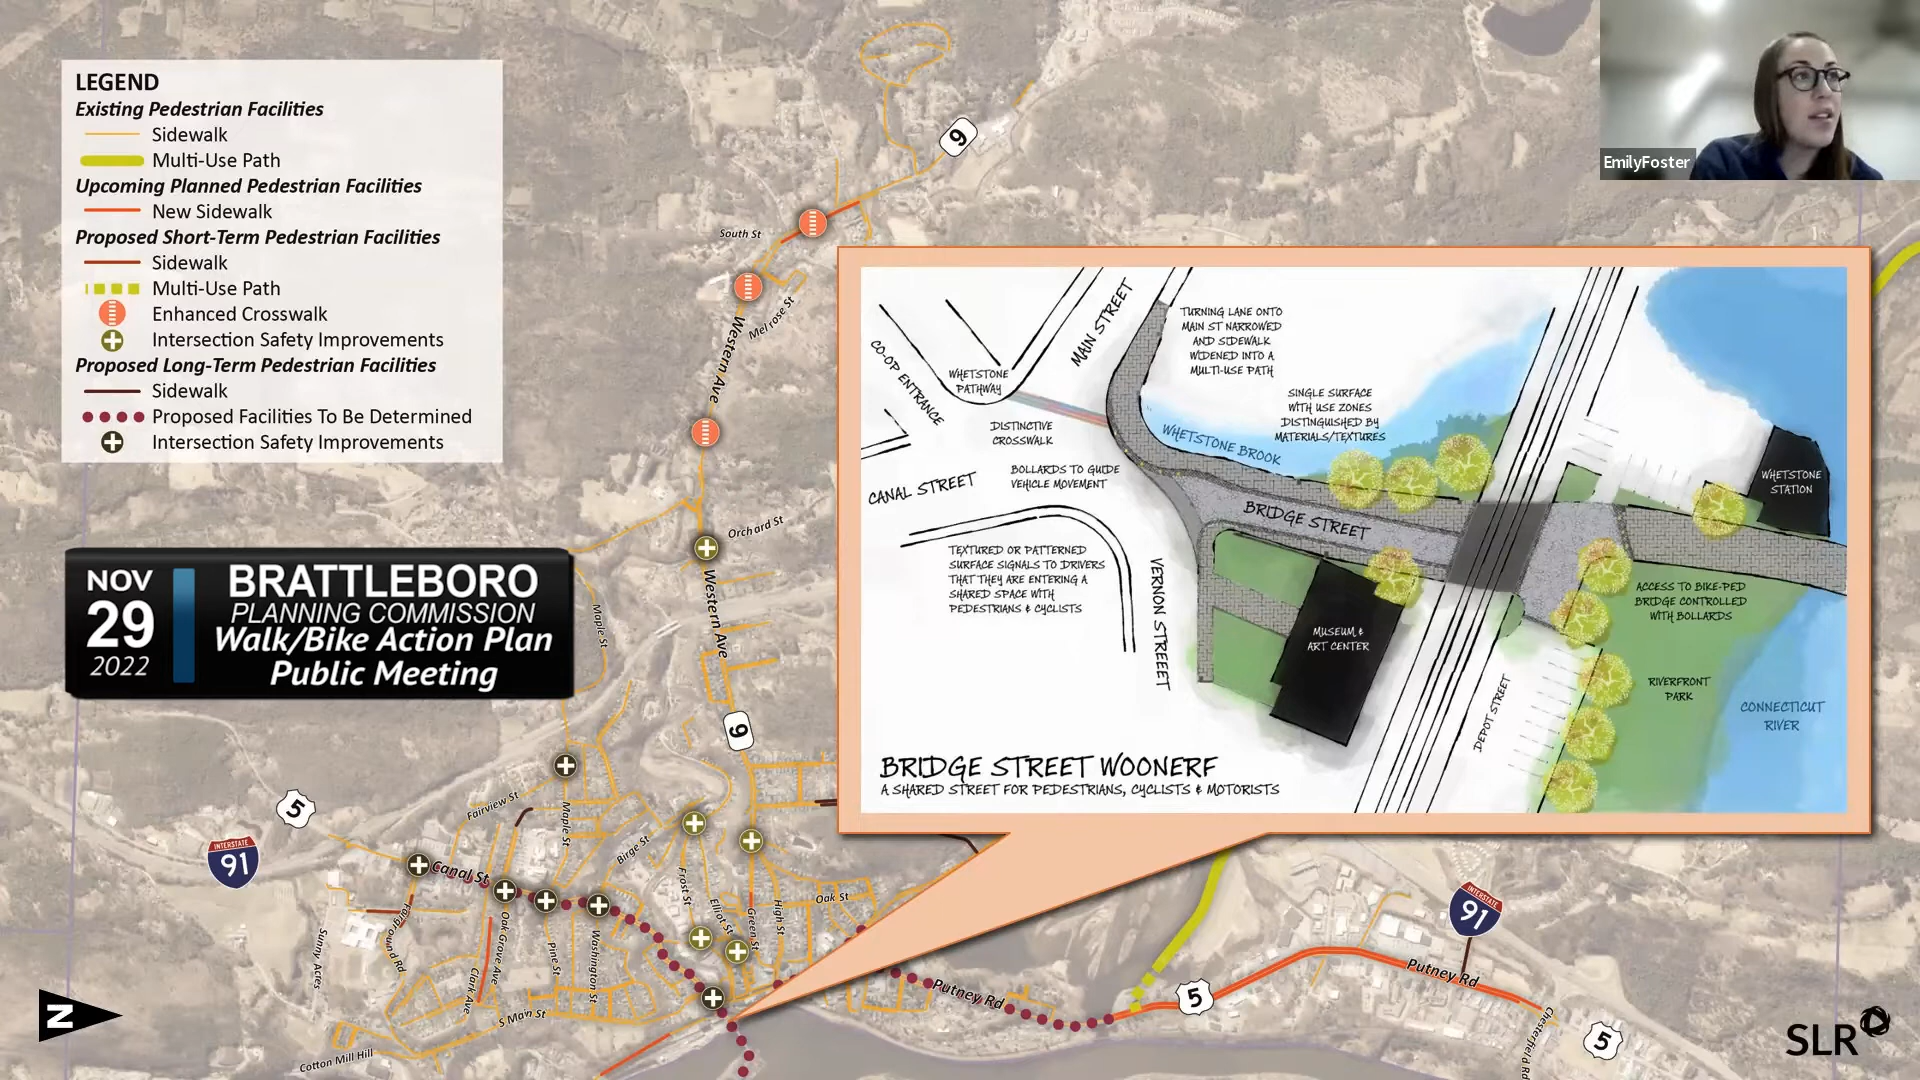 LEGEND
Existing Pedestrian Facilities
Sidewalk
Multi-Use Path
Upcoming Planned Pedestrian Facilities
New Sidewalk
Proposed Short-Term Pedestrian Facilities
Sidewalk
Multi-Use Path
Enhanced Crosswalk
Intersection Safety Improvements
Proposed Long-Term Pedestrian Facilities
Sidewalk
Proposed Facilities To Be Determined
Intersection Safety Improvements
EmilyFoster
NOV
29
2022
BRATTLEBORO
PLANNING COMMISSION
Walk/Bike Action Plan
Public Meeting
9
South St
Melrose St
Western Ave
Orchard St
Western Ave
Maple St
9
CO-OP ENTRANCE
WHETSTONE
PATHWAY
MAIN STREET
TURNING LANE ONTO
MAIN ST NARROWED
AND SIDEWALK
WIDENED INTO A
MULTI-USE PATH
SINGLE SURFACE
WITH USE ZONES
DISTINGUISHED BY
MATERIALS/TEXTURES
DISTINCTIVE
CROSSWALK
WHETSTONE BROOK
BOLLARDS TO GUIDE
VEHICLE MOVEMENT
CANAL STREET
BRIDGE STREET
WHETSTONE
STATION
TEXTURED OR PATTERNED
SURFACE SIGNALS TO DRIVERS
THAT THEY ARE ENTERING A
SHARED SPACE WITH
PEDESTRIANS & CYCLISTS
VERNON STREET
MUSEUM &
ART CENTER
ACCESS TO BIKE-PED
BRIDGE CONTROLLED
WITH BOLLARDS
RIVERFRONT
PARK
DEPOT STREET
CONNECTICUT
RIVER
BRIDGE STREET WOONERF
A SHARED STREET FOR PEDESTRIANS, CYCLISTS & MOTORISTS
5
INTERSTATE
91
Fairview St
Maple St
Birge St
Canal St
Frost St
Elliot St
Green St
High St
Oak St
Fairground Rd
Sunny Acres
Oak Grove Ave
Clark Ave
Pine St
Washington St
S Main St
Cotton Mill Hill
Putney Rd
5
Putney Rd
INTERSTATE
91
Chesterfield Rd
5
N
SLR